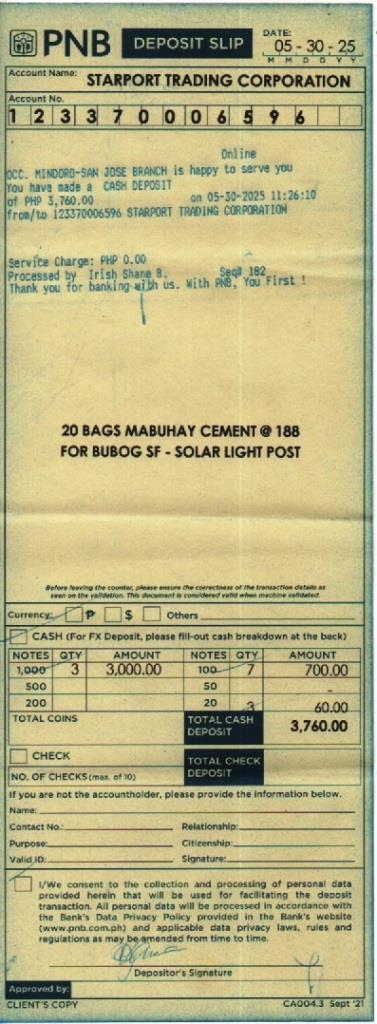 PNB DEPOSIT SLIP DATE: 05-30-25
M M D D Y Y
Account Name: STARPORT TRADING CORPORATION
Account No.
1 2 3 3 7 0 0 0 6 5 9 6
Online
OCC. MINDORO-SAN JOSE BRANCH is happy to serve you
You have made a CASH DEPOSIT
of PHP 3,760.00 on 05-30-2025 11:26:10
from/to 123370006596 STARPORT TRADING CORPORATION
Service Charge: PHP 0.00
Processed by Irish Shane B. Seq# 182
Thank you for banking with us. With PNB, You First !
20 BAGS MABUHAY CEMENT @ 188
FOR BUBOG SF - SOLAR LIGHT POST
Before leaving the counter, please ensure the correctness of the transaction details as
seen on the validation. This document is considered valid when machine validated.
Currency: ₱ $ Others
CASH (For FX Deposit, please fill-out cash breakdown at the back)
NOTES QTY AMOUNT NOTES QTY AMOUNT
1,000 3 3,000.00 100 7 700.00
500 50
200 20 3 60.00
TOTAL COINS TOTAL CASH DEPOSIT 3,760.00
CHECK TOTAL CHECK DEPOSIT
NO. OF CHECKS (max. of 10)
If you are not the accountholder, please provide the information below.
Name:
Contact No.: Relationship:
Purpose: Citizenship:
Valid ID: Signature:
I/We consent to the collection and processing of personal data
provided herein that will be used for facilitating the deposit
transaction. All personal data will be processed in accordance with
the Bank's Data Privacy Policy provided in the Bank's website
(www.pnb.com.ph) and applicable data privacy laws, rules and
regulations as may be amended from time to time.
Depositor's Signature
Approved by:
CLIENT'S COPY CA004.3 Sept '21